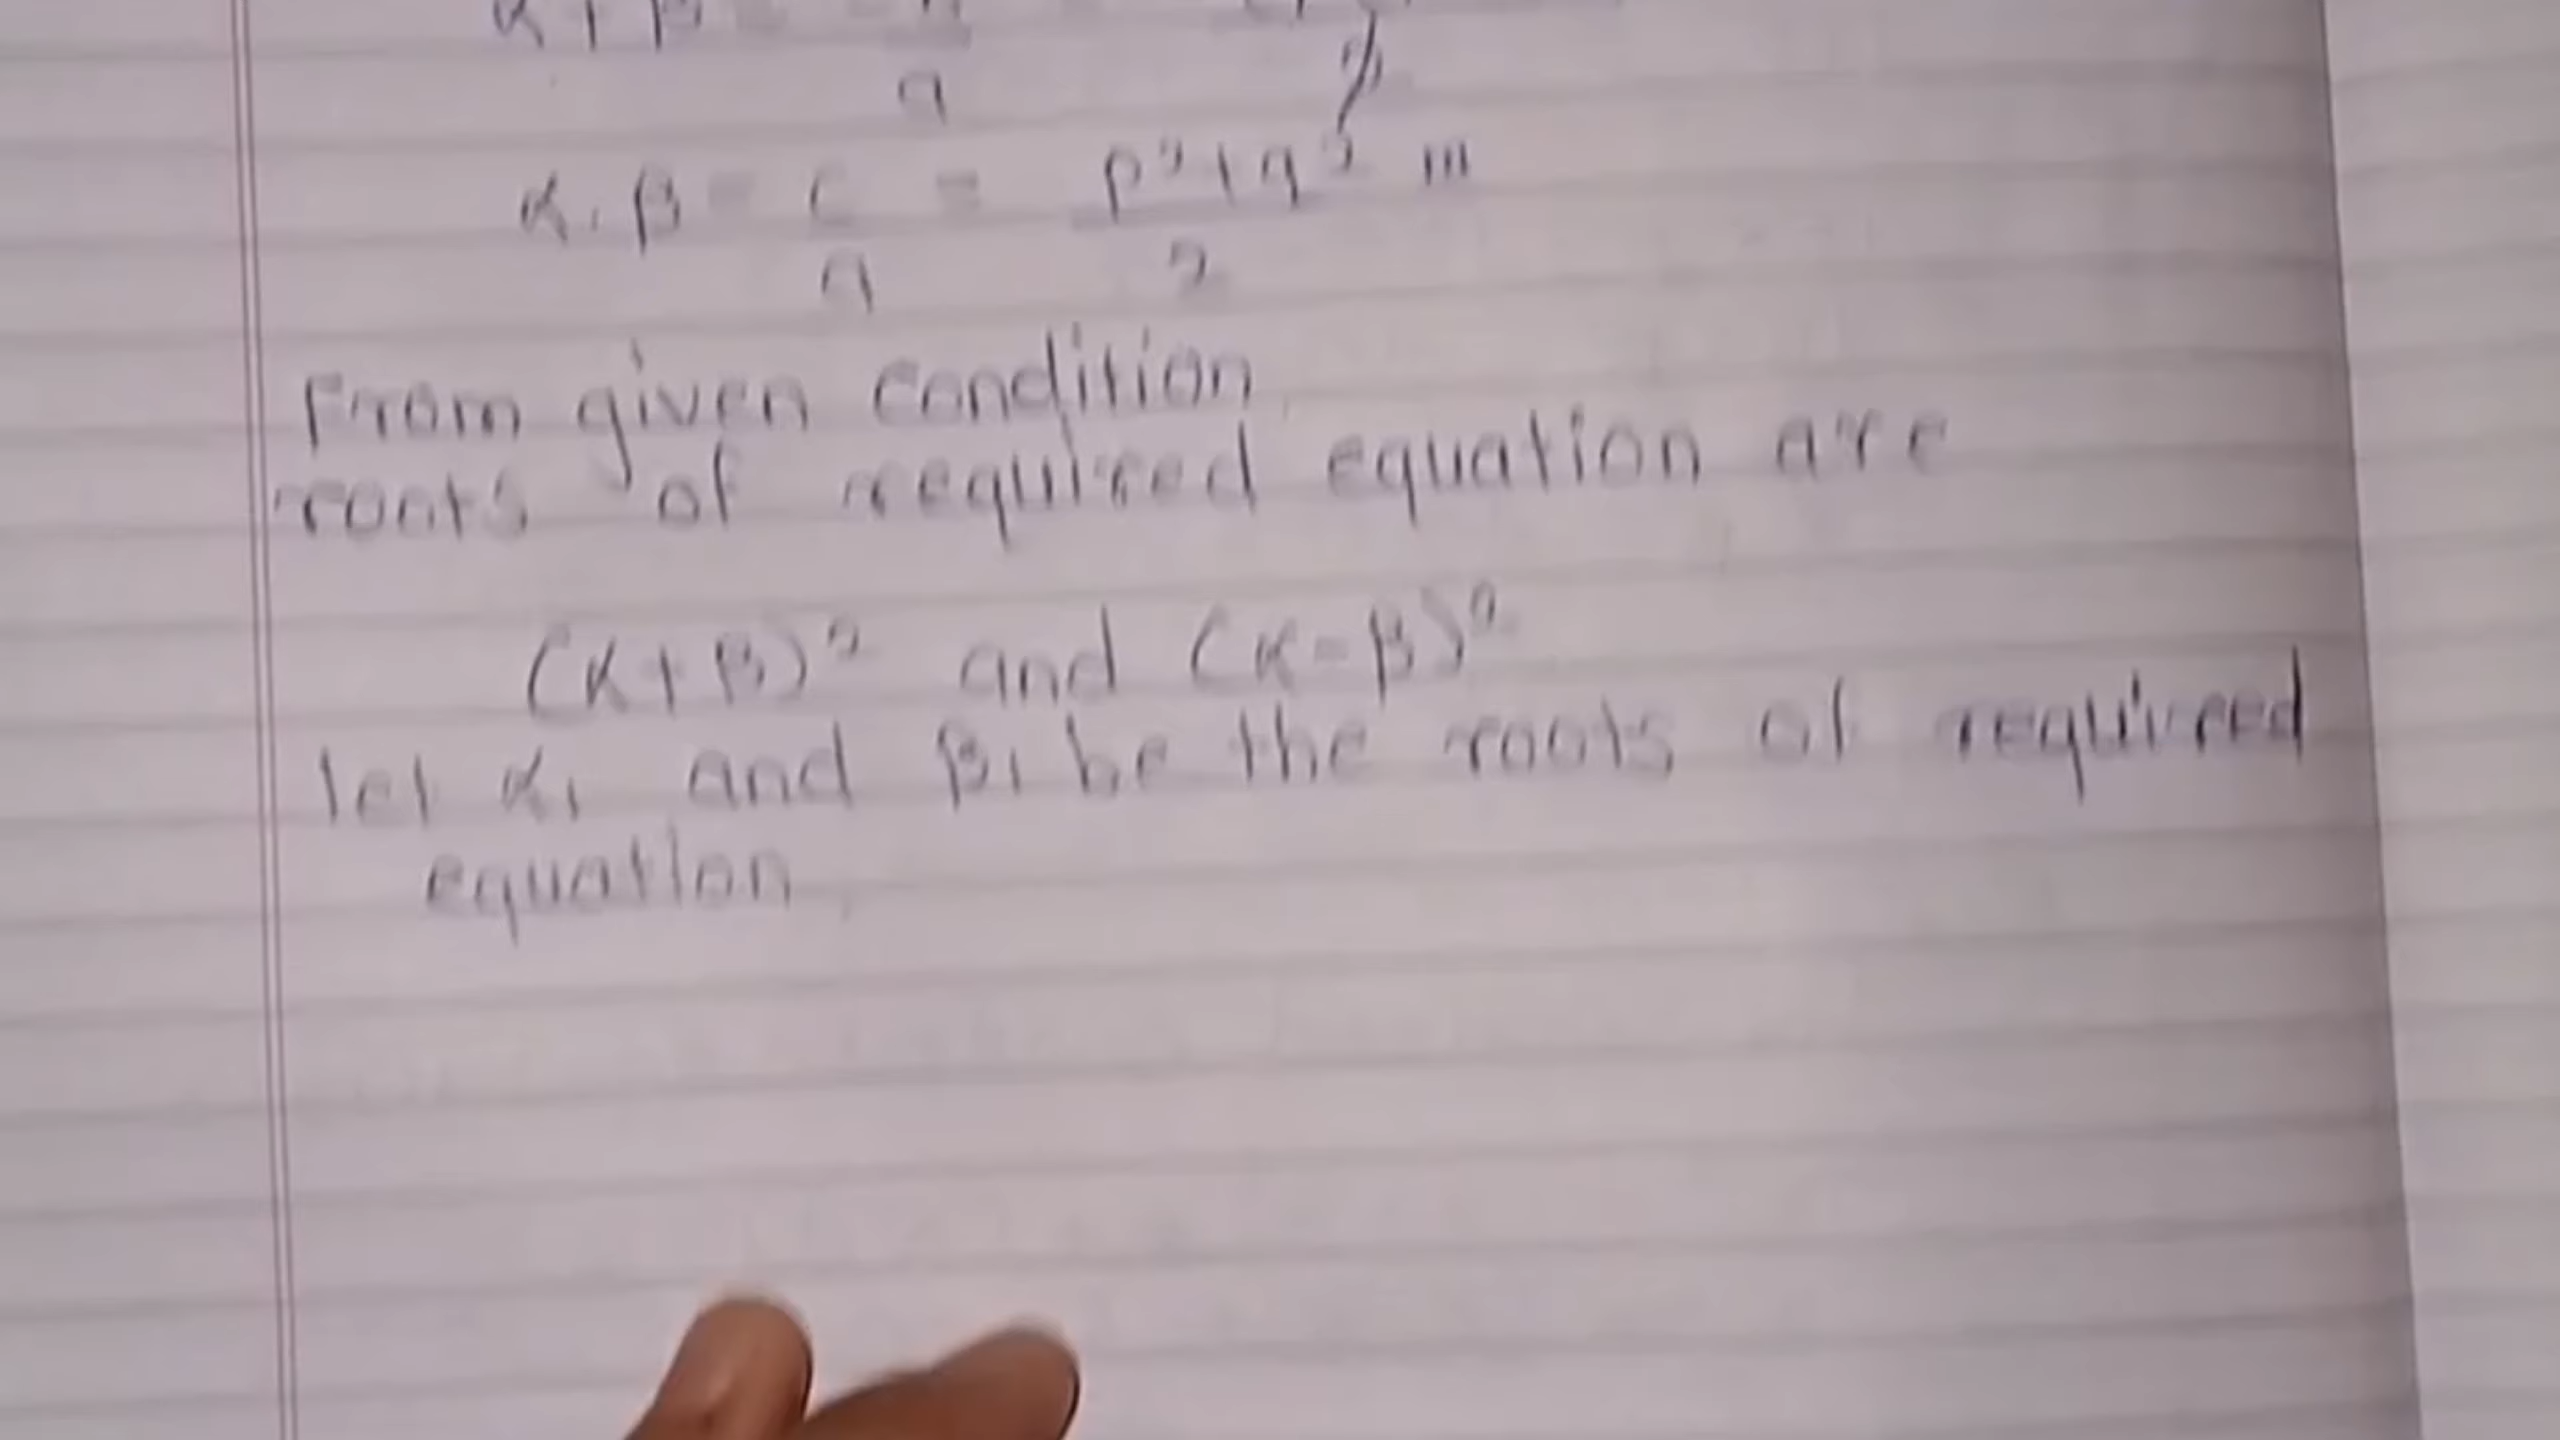 α + β =
a
α . β = c/a = p² + q²/2 
From given condition
roots of required equation are
(α + β)² and (α - β)²
let α₁ and β₁ be the roots of required
equation,